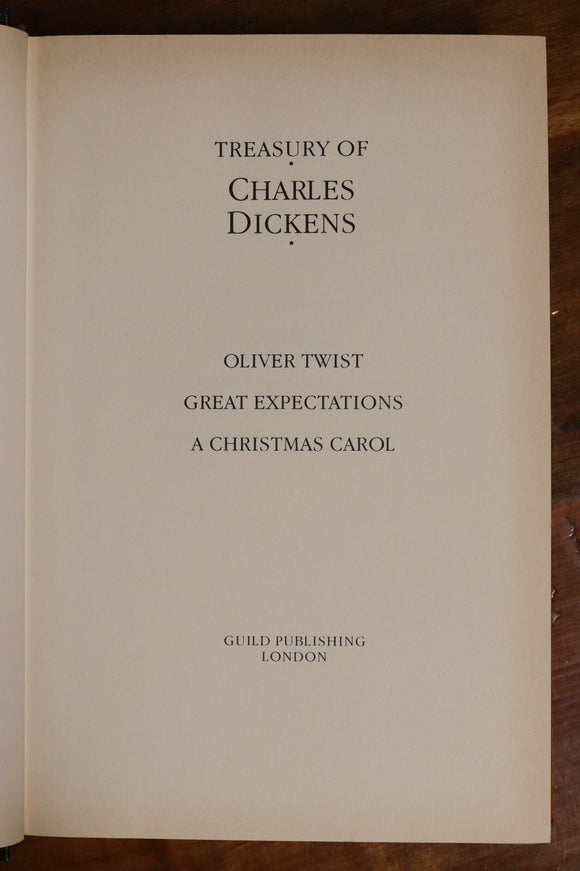 TREASURY OF
CHARLES
DICKENS
OLIVER TWIST
GREAT EXPECTATIONS
A CHRISTMAS CAROL
GUILD PUBLISHING
LONDON